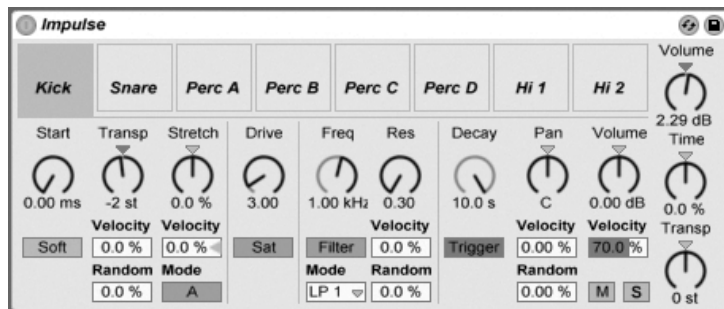 Impulse
Kick Snare Perc A Perc B Perc C Perc D Hi 1 Hi 2
Volume
2.29 dB
Start Transp Stretch Drive Freq Res Decay Pan Volume
Time
0.00 ms -2 st 0.0 % 3.00 1.00 kHz 0.30 10.0 s C 0.00 dB
0.0 %
Velocity Velocity Velocity Velocity Velocity
Transp
Soft 0.0 % 0.0 % Sat Filter 0.0 % Trigger 0.00 % 70.0 %
Random Mode Mode Random Random
0.0 % A LP 1 0.0 % 0.00 % M S
0 st